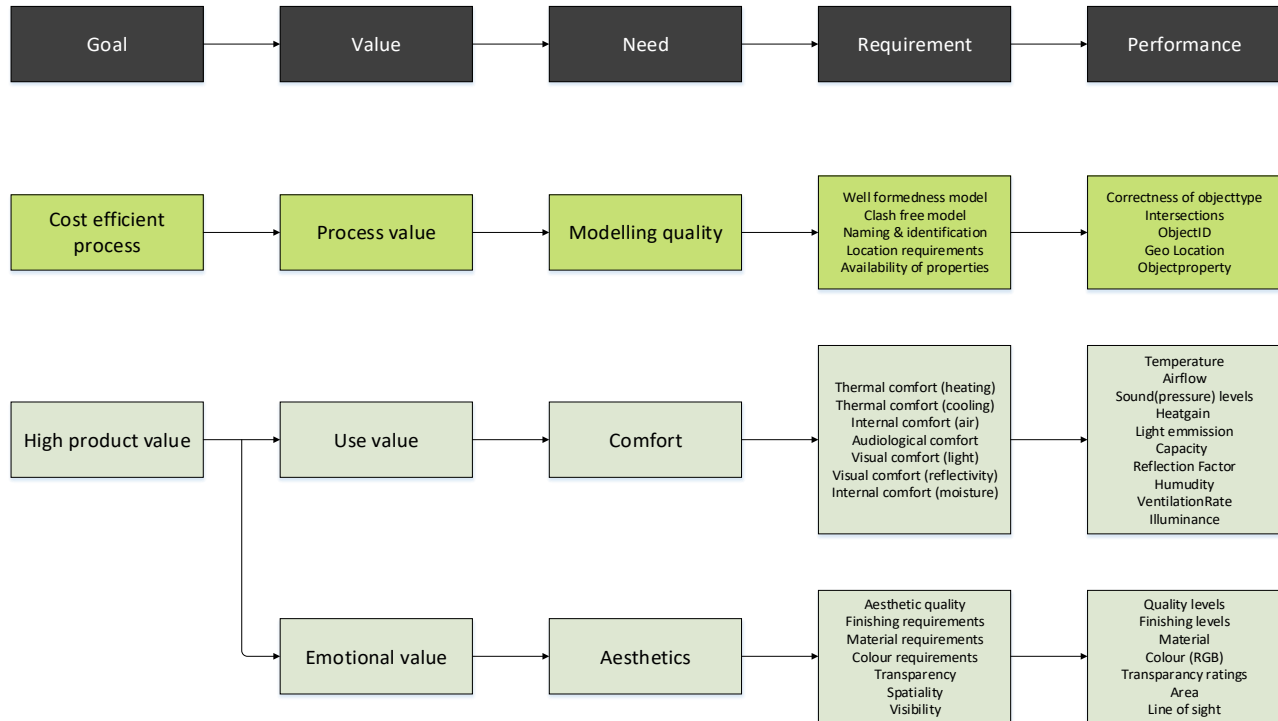 Goal
Value
Need
Requirement
Performance
Cost efficient
process
Process value
Modelling quality
Well formedness model
Clash free model
Naming & identification
Location requirements
Availability of properties
Correctness of objecttype
Intersections
ObjectID
Geo Location
Objectproperty
High product value
Use value
Comfort
Thermal comfort (heating)
Thermal comfort (cooling)
Internal comfort (air)
Audiological comfort
Visual comfort (light)
Visual comfort (reflectivity)
Internal comfort (moisture)
Temperature
Airflow
Sound(pressure) levels
Heatgain
Light emmission
Capacity
Reflection Factor
Humudity
VentilationRate
Illuminance
Emotional value
Aesthetics
Aesthetic quality
Finishing requirements
Material requirements
Colour requirements
Transparency
Spatiality
Visibility
Quality levels
Finishing levels
Material
Colour (RGB)
Transparancy ratings
Area
Line of sight